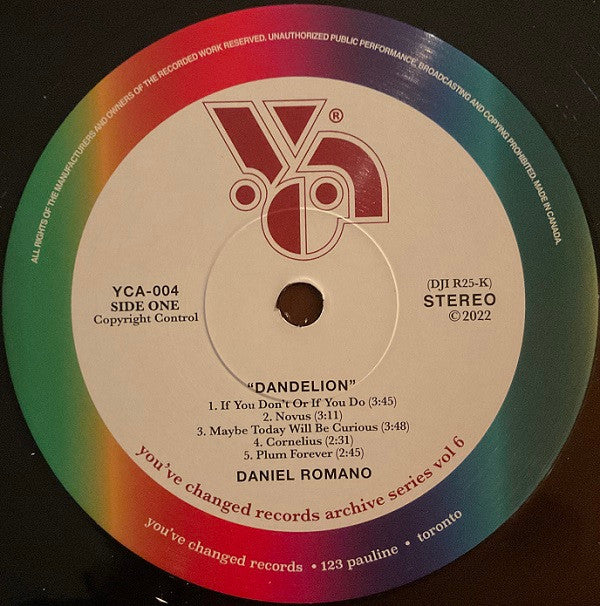 ALL RIGHTS OF THE MANUFACTURERS AND OWNERS OF THE RECORDED WORK RESERVED. UNAUTHORIZED PUBLIC PERFORMANCE, BROADCASTING AND COPYING PROHIBITED. MADE IN CANADA.
®
YCA-004
SIDE ONE
Copyright Control
(DJI R25-K)
STEREO
©2022
"DANDELION"
1. If You Don't Or If You Do (3:45)
2. Novus (3:11)
3. Maybe Today Will Be Curious (3:48)
4. Cornelius (2:31)
5. Plum Forever (2:45)
DANIEL ROMANO
you've changed records archive series vol 6
you've changed records • 123 pauline • toronto